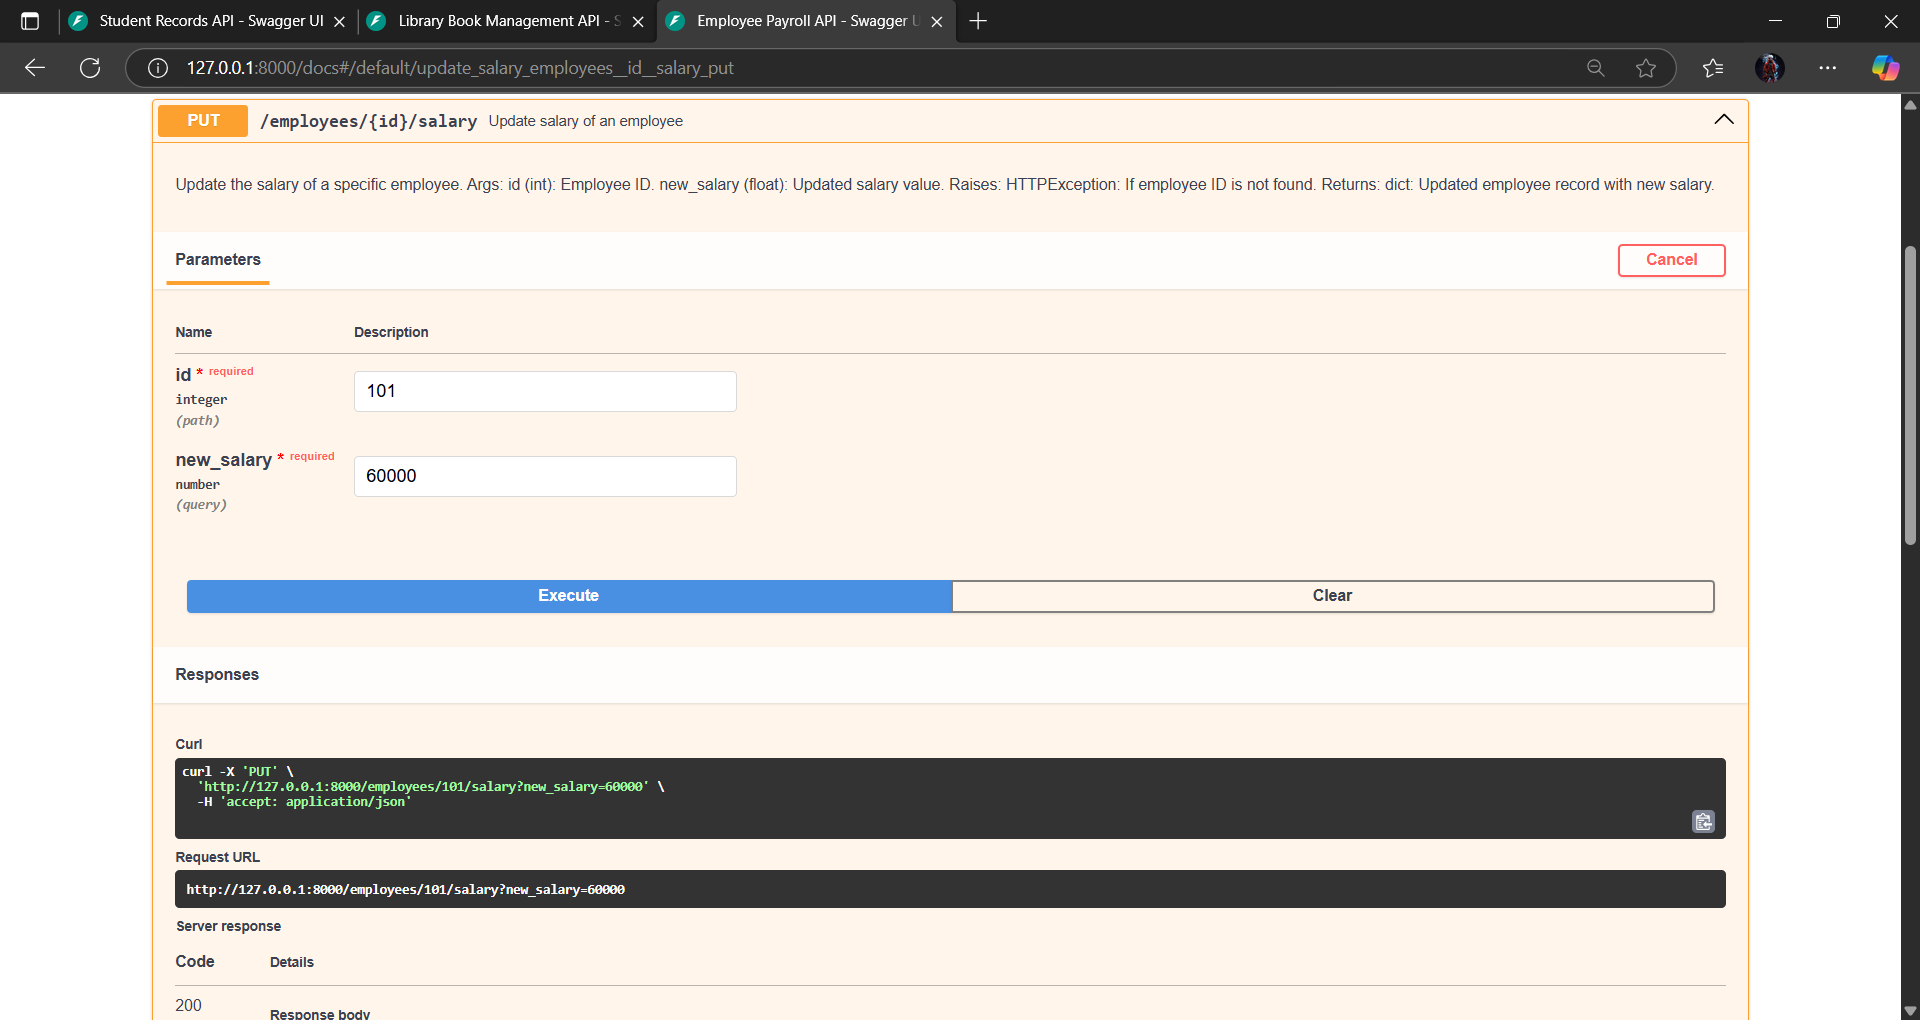 Student Records API - Swagger UI
Library Book Management API - S
Employee Payroll API - Swagger U
127.0.0.1:8000/docs#/default/update_salary_employees__id__salary_put
PUT /employees/{id}/salary Update salary of an employee
Update the salary of a specific employee. Args: id (int): Employee ID. new_salary (float): Updated salary value. Raises: HTTPException: If employee ID is not found. Returns: dict: Updated employee record with new salary.
Parameters
Cancel
Name Description
id * required
integer
(path)
101
new_salary * required
number
(query)
60000
Execute
Clear
Responses
Curl
curl -X 'PUT' \
'http://127.0.0.1:8000/employees/101/salary?new_salary=60000' \
-H 'accept: application/json'
Request URL
http://127.0.0.1:8000/employees/101/salary?new_salary=60000
Server response
Code Details
200
Response body